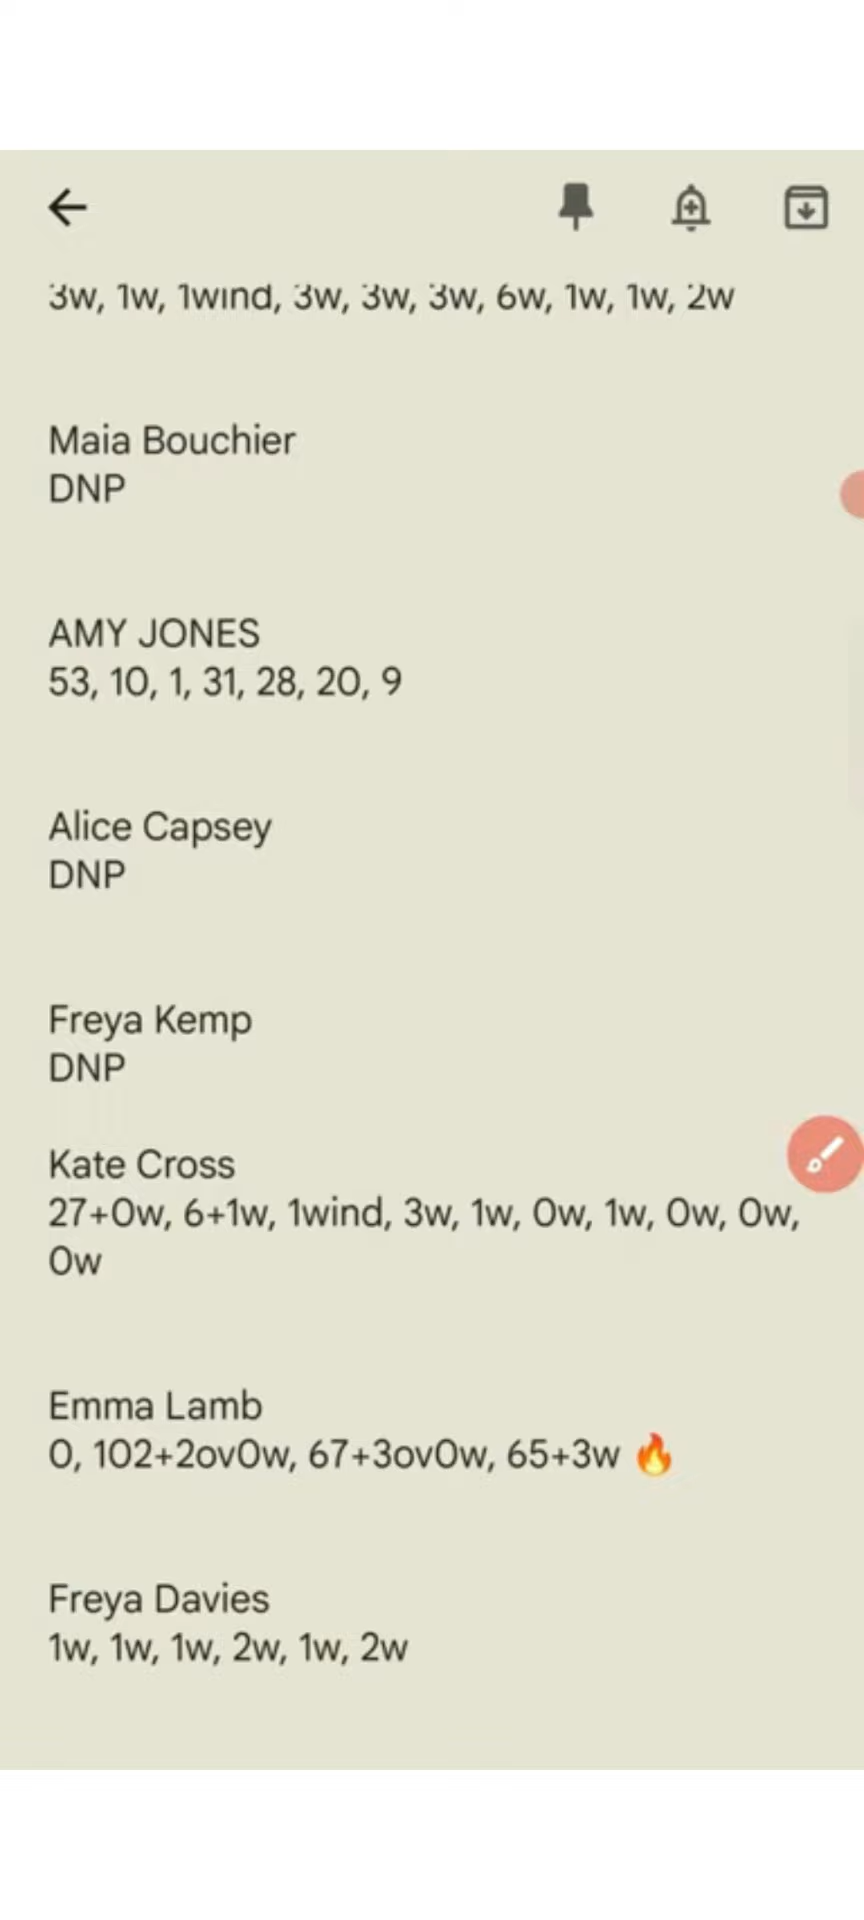 3w, 1w, 1wind, 3w, 3w, 3w, 6w, 1w, 1w, 2w
Maia Bouchier
DNP
AMY JONES
53, 10, 1, 31, 28, 20, 9
Alice Capsey
DNP
Freya Kemp
DNP
Kate Cross
27+0w, 6+1w, 1wind, 3w, 1w, 0w, 1w, 0w, 0w,
0w
Emma Lamb
0, 102+2ov0w, 67+3ov0w, 65+3w 🔥
Freya Davies
1w, 1w, 1w, 2w, 1w, 2w